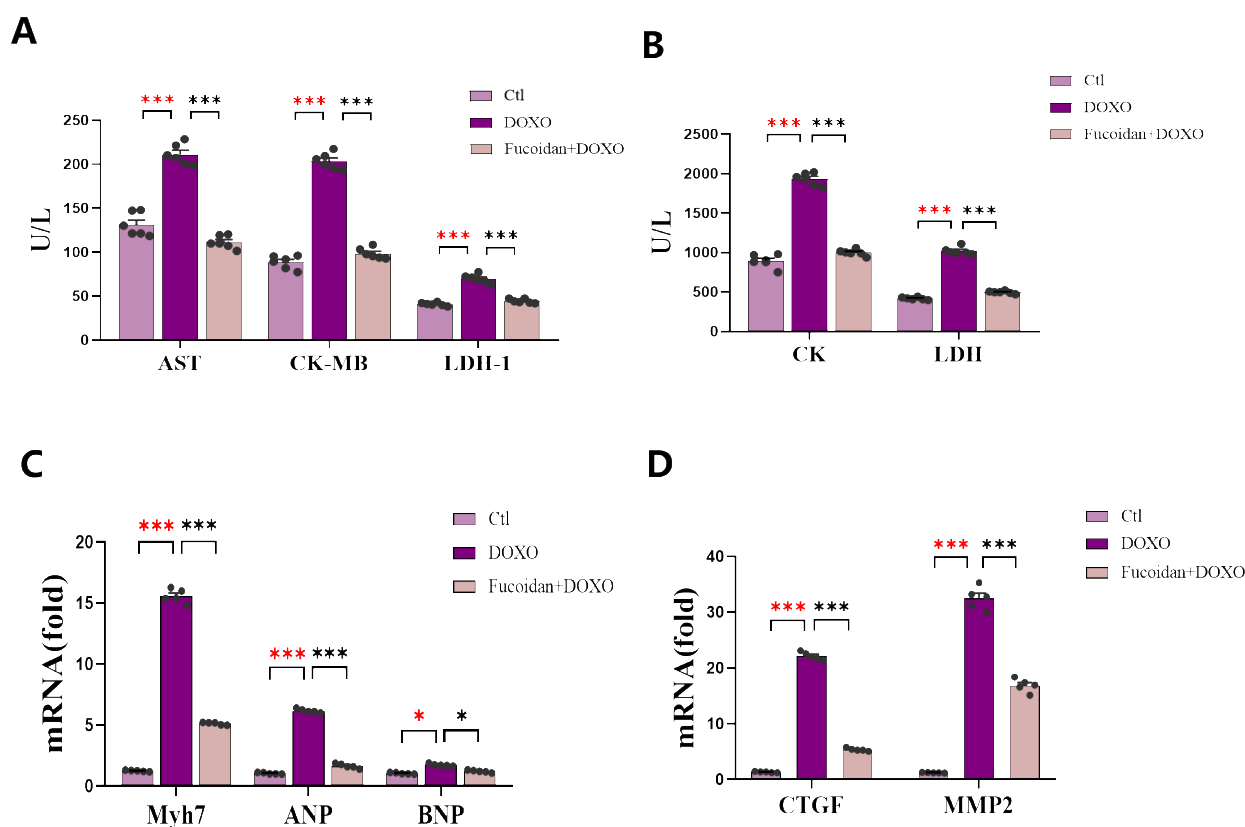 A
*** *** *** *** *** ***
Ctl
DOXO
Fucoidan+DOXO
U/L
250
200
150
100
50
0
AST CK-MB LDH-1
B
*** *** *** ***
Ctl
DOXO
Fucoidan+DOXO
U/L
2500
2000
1500
1000
500
0
CK LDH
C
*** *** *** *** * *
Ctl
DOXO
Fucoidan+DOXO
mRNA(fold)
20
15
10
5
0
Myh7 ANP BNP
D
*** *** *** ***
Ctl
DOXO
Fucoidan+DOXO
mRNA(fold)
40
30
20
10
0
CTGF MMP2